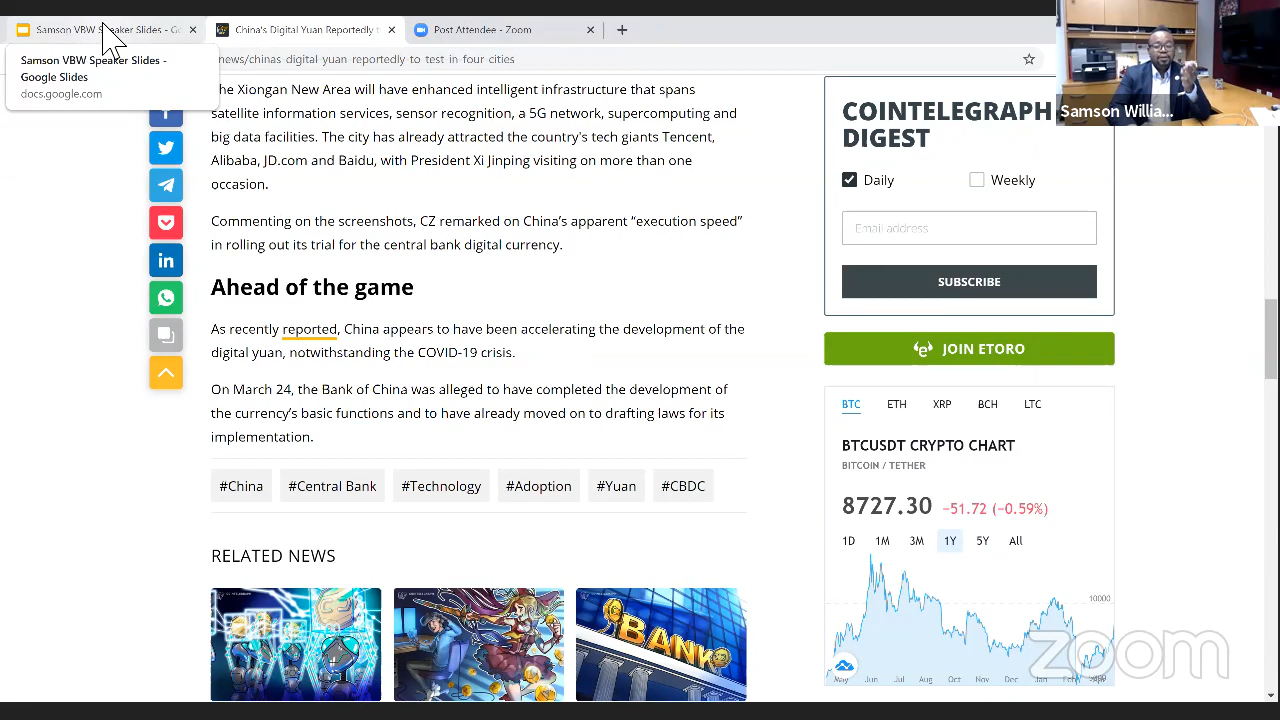 Samson VBW Speaker Slides - Go
China's Digital Yuan Reporte
Post Attendee - Zoom
Samson VBW Speaker Slides -
Google Slides
docs.google.com
news/chinas digital yuan
our cities
The Xiongan New Area will have enhanced intelligent infrastructure that spans
satellite information services, city recognition, a 5G network, supercomputing and
big data facilities. The city has already attracted the country's tech giants Tencent,
Alibaba, JD.com and Baidu, with President Xi Jinping visiting on more than one
occasion.
Commenting on the screenshots, CZ remarked on China's apparent “execution speed”
in rolling out its trial for the central bank digital currency.
Ahead of the game
As recently reported, China appears to have been accelerating the development of the
digital yuan, notwithstanding the COVID-19 crisis.
On March 24, the Bank of China was alleged to have completed the development of
the currency's basic functions and to have already moved on to drafting laws for its
implementation.
#China
#Central Bank
#Technology
#Adoption
#Yuan
#CBDC
RELATED NEWS
BANK
COINTELEGRAPH
DIGEST
Daily
Weekly
Email address
SUBSCRIBE
JOIN ETORO
BTC
ETH
XRP
BCH
LTC
BTCUSDT CRYPTO CHART
BITCOIN / TETHER
8727.30 −51.72 (−0.59%)
1D
1M
3M
1Y
5Y
All
10000
May
Jun
Jul
Aug
Oct
Nov
Dec
Jan
Feb
Apr
Samson Willia...
zoom